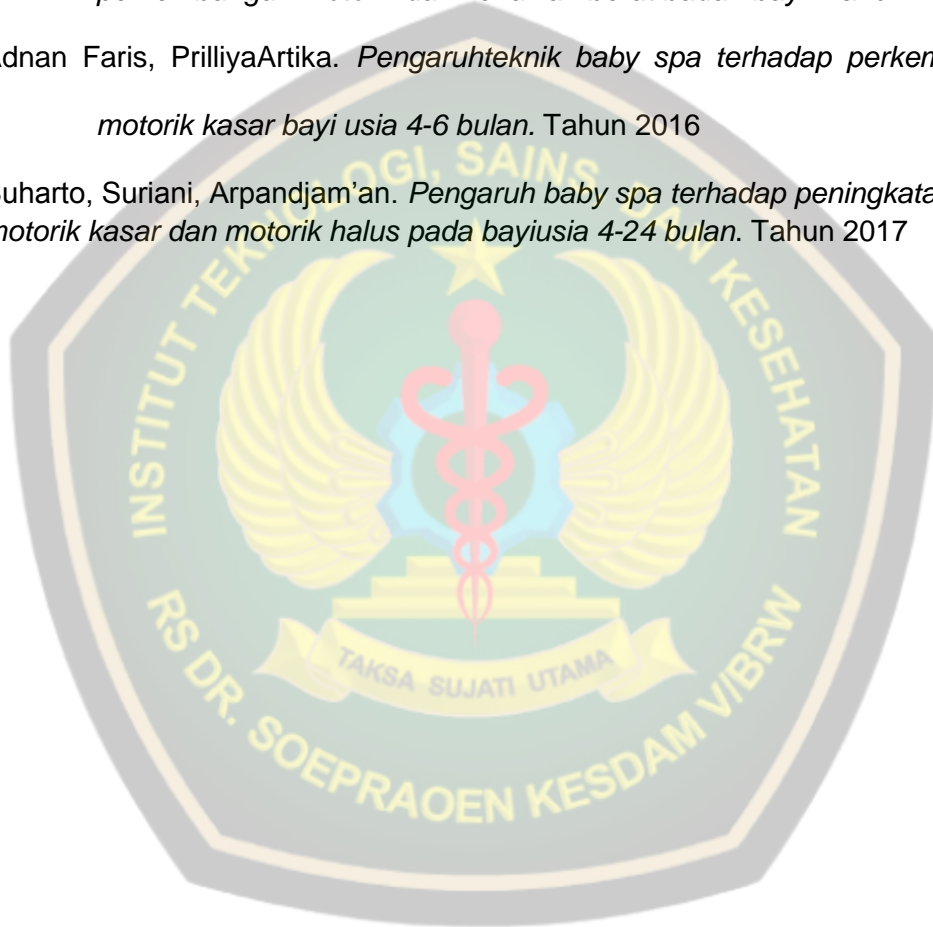 Adnan Faris, PrilliyaArtika. Pengaruhteknik baby spa terhadap
motorik kasar bayi usia 4-6 bulan. Tahun 2016
Suharto, Suriani, Arpandjam’an. Pengaruh baby spa terhadap
motorik kasar dan motorik halus pada bayiusia 4-24 bulan. Tahun 2017
INSTITUT TEKNOLOGI, SAINS, DAN KESEHATAN
TAKSA SUJATI UTAMA
RS DR. SOEPRAOEN KESDAM V/BRW